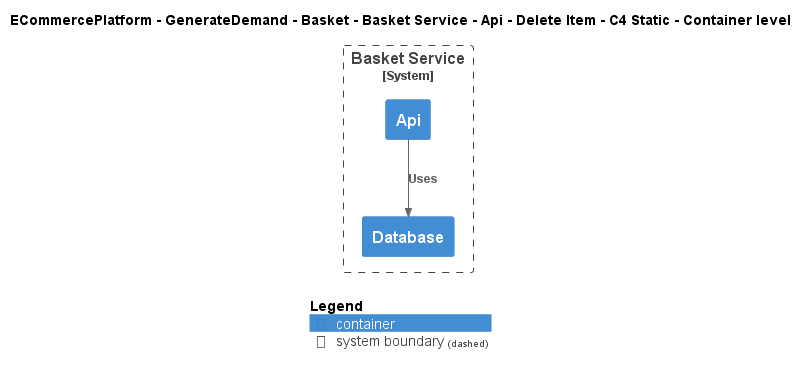 ECommercePlatform - GenerateDemand - Basket - Basket Service - Api - Delete Item - C4 Static - Container level
Basket Service
[System]
Api
Uses
Database
Legend
container
system boundary (dashed)